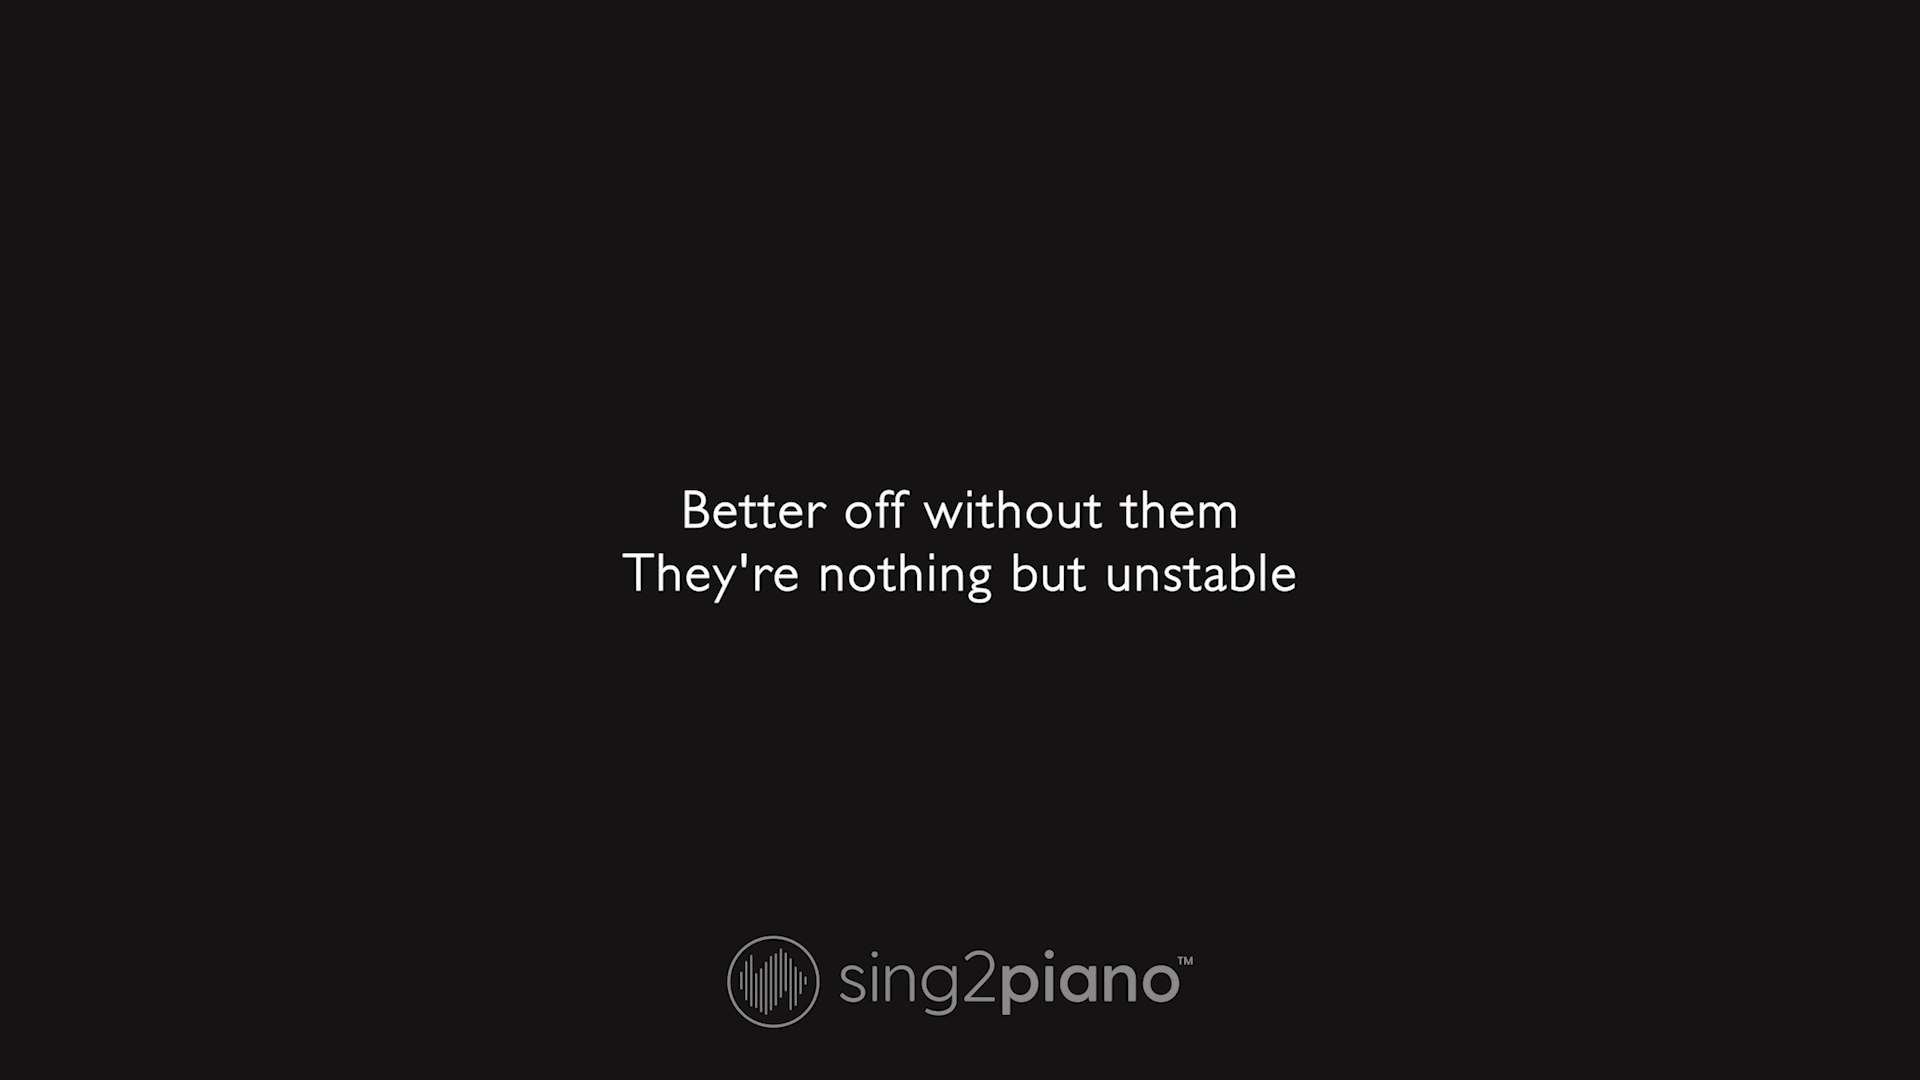 Better off without them
They're nothing but unstable
sing2piano™